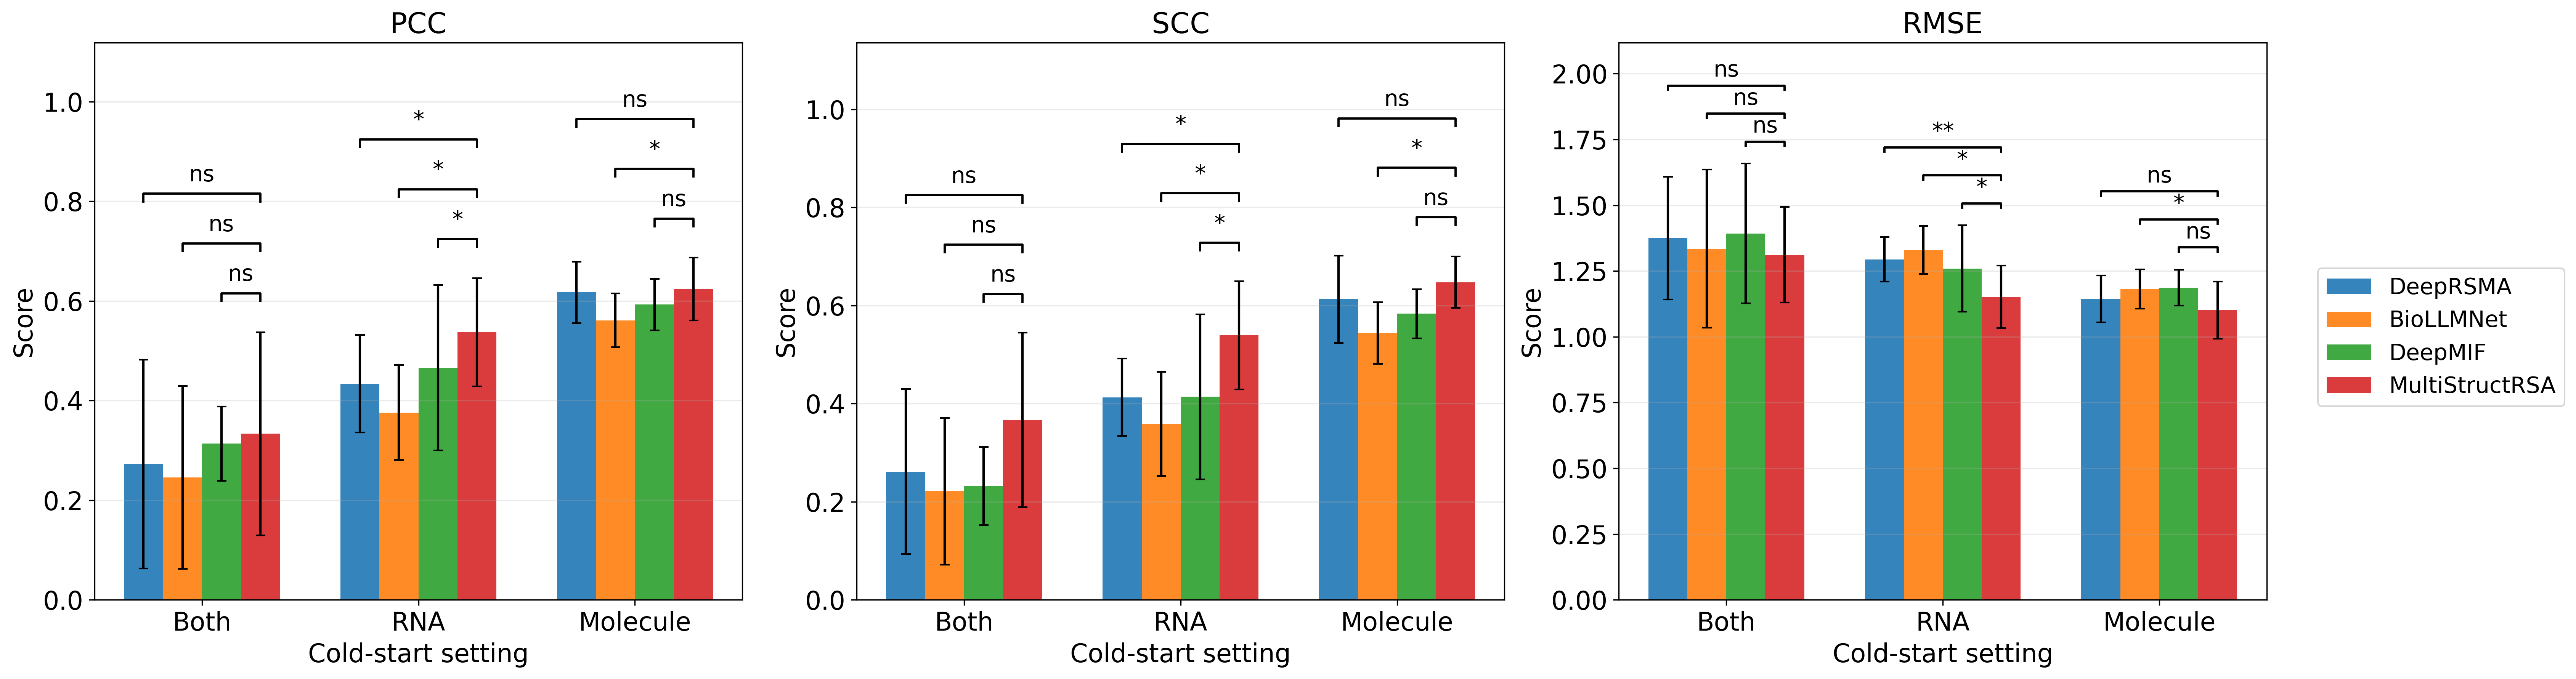 PCC
Score
1.0
0.8
0.6
0.4
0.2
0.0
ns
ns
ns
*
*
*
ns
*
ns
Both
RNA
Molecule
Cold-start setting
SCC
Score
1.0
0.8
0.6
0.4
0.2
0.0
ns
ns
ns
*
*
*
ns
*
ns
Both
RNA
Molecule
Cold-start setting
RMSE
Score
2.00
1.75
1.50
1.25
1.00
0.75
0.50
0.25
0.00
ns
ns
ns
**
*
*
ns
*
ns
Both
RNA
Molecule
Cold-start setting
DeepRSMA
BioLLMNet
DeepMIF
MultiStructRSA